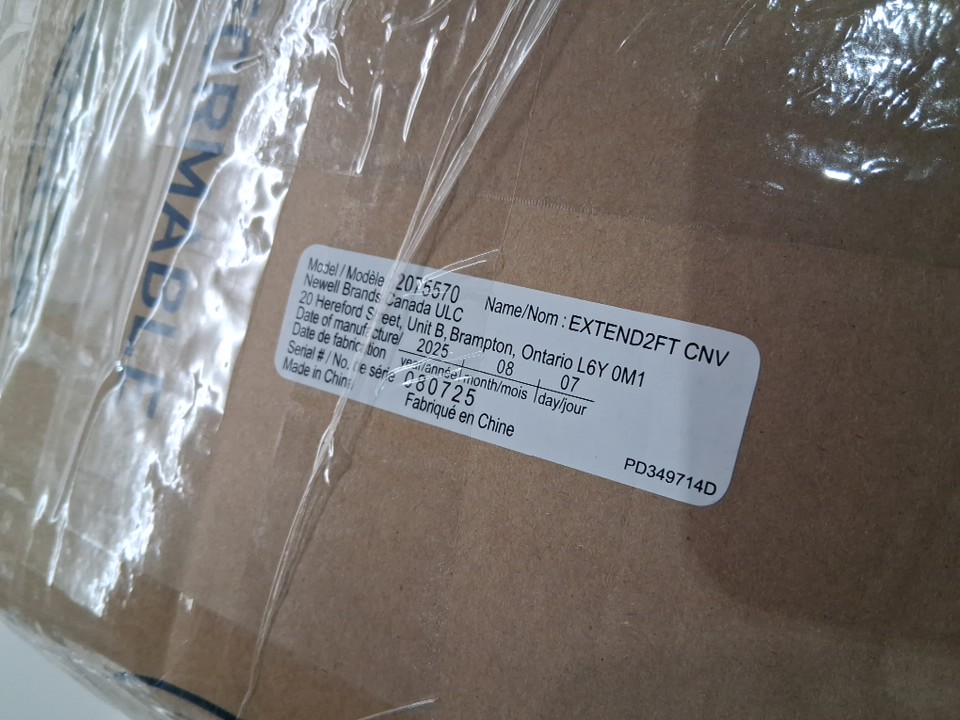 ORMABLE
Model / Modèle 2075570 Name/Nom : EXTEND2FT CNV
Newell Brands Canada ULC
20 Hereford Street, Unit B, Brampton, Ontario L6Y 0M1
Date of manufacture/ 2025 08 07
Date de fabrication year/année month/mois day/jour
Serial # / No. de série 080725
Made in China Fabriqué en Chine
PD349714D